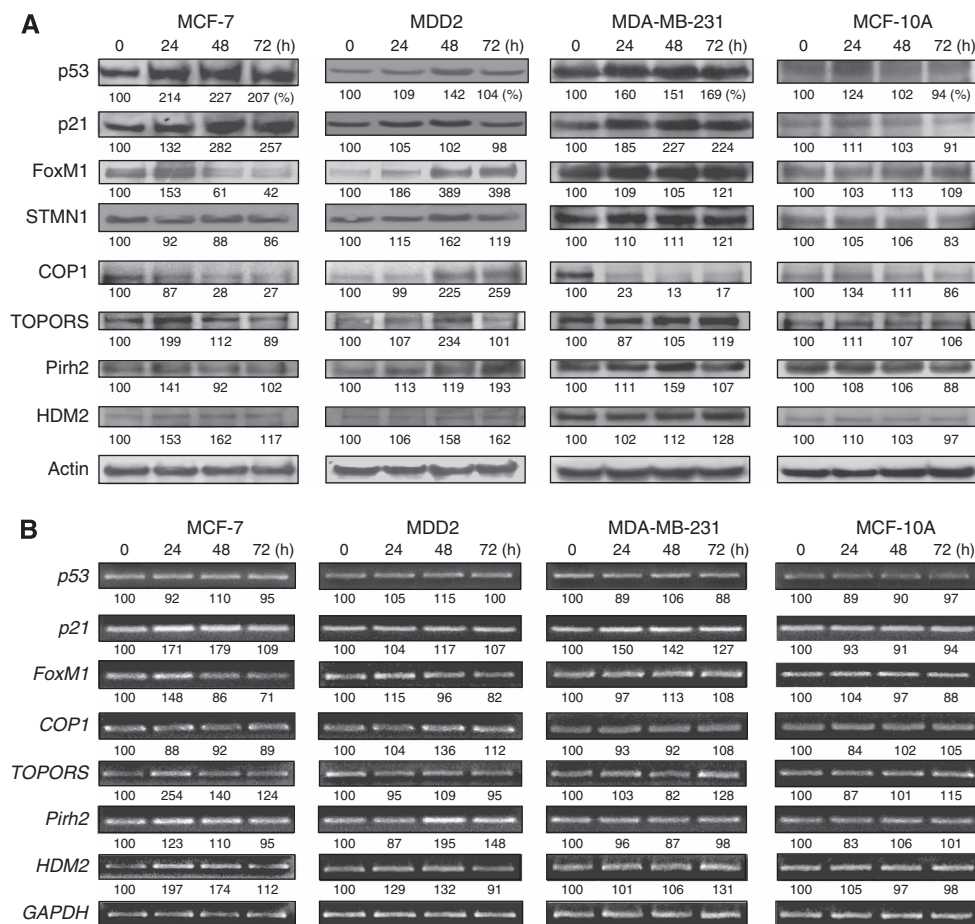 A
MCF-7 MDD2 MDA-MB-231 MCF-10A
0 24 48 72 (h) 0 24 48 72 (h) 0 24 48 72 (h) 0 24 48 72 (h)
p53
100 214 227 207 (%) 100 109 142 104 (%) 100 160 151 169 (%) 100 124 102 94 (%)
p21
100 132 282 257 100 105 102 98 100 185 227 224 100 111 103 91
FoxM1
100 153 61 42 100 186 389 398 100 109 105 121 100 103 113 109
STMN1
100 92 88 86 100 115 162 119 100 110 111 121 100 105 106 83
COP1
100 87 28 27 100 99 225 259 100 23 13 17 100 134 111 86
TOPORS
100 199 112 89 100 107 234 101 100 87 105 119 100 111 107 106
Pirh2
100 141 92 102 100 113 119 193 100 111 159 107 100 108 106 88
HDM2
100 153 162 117 100 106 158 162 100 102 112 128 100 110 103 97
Actin
B
MCF-7 MDD2 MDA-MB-231 MCF-10A
0 24 48 72 (h) 0 24 48 72 (h) 0 24 48 72 (h) 0 24 48 72 (h)
p53
100 92 110 95 100 105 115 100 100 89 106 88 100 89 90 97
p21
100 171 179 109 100 104 117 107 100 150 142 127 100 93 91 94
FoxM1
100 148 86 71 100 115 96 82 100 97 113 108 100 104 97 88
COP1
100 88 92 89 100 104 136 112 100 93 92 108 100 84 102 105
TOPORS
100 254 140 124 100 95 109 95 100 103 82 128 100 87 101 115
Pirh2
100 123 110 95 100 87 195 148 100 96 87 98 100 83 106 101
HDM2
100 197 174 112 100 129 132 91 100 101 106 131 100 105 97 98
GAPDH